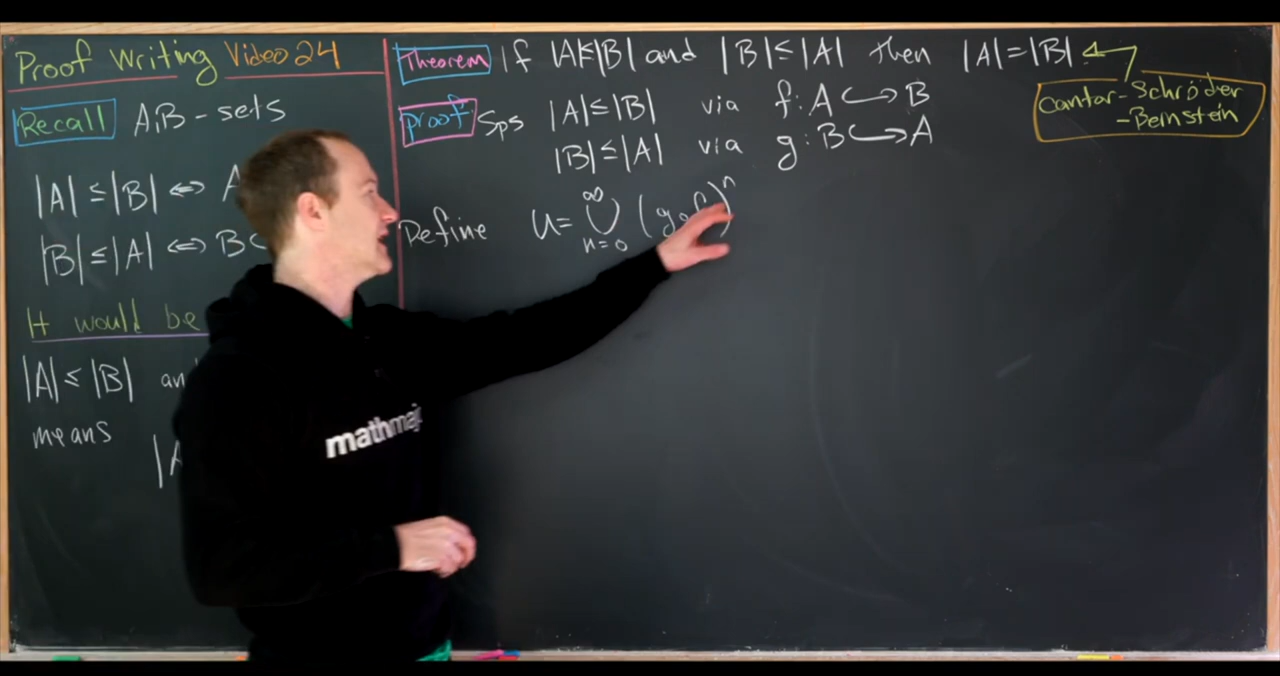 Proof Writing Video 24
Recall A,B - sets
|A| ≤ |B| ↔ A
|B| ≤ |A| ↔ B
It would be
|A| ≤ |B| and
means
|A
Theorem If |A|≤|B| and |B| ≤ |A| then |A| = |B|
Cantor-Schröder
-Bernstein
Proof Sps |A| ≤ |B| via f: A ↪ B
|B| ≤ |A| via g: B ↪ A
Define U = ∞ ∪ n=0 (g∘f)^n
mathmaj